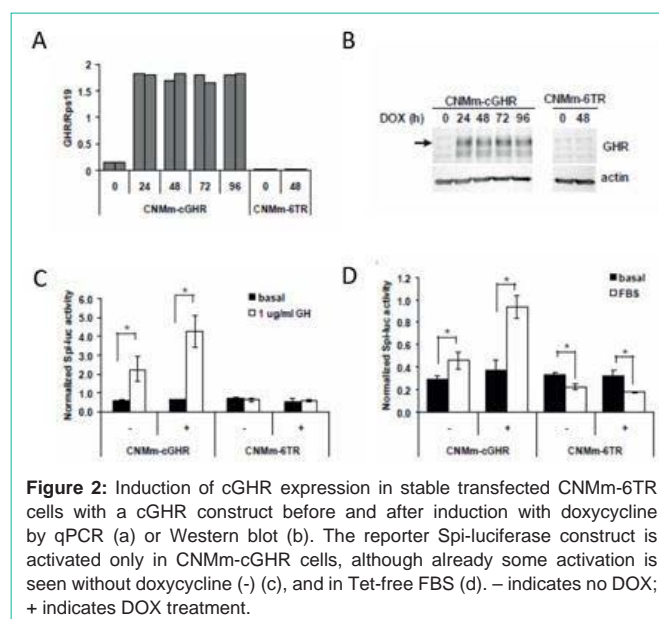 A
GHR/Rps19
2
1.5
1
0.5
0
0 24 48 72 96 0 48
CNMm-cGHR CNMm-6TR
B
CNMm-cGHR CNMm-6TR
DOX (h) 0 24 48 72 96 0 48
GHR
actin
C
Normalized Spi-luc activity
6.0
5.0
4.0
3.0
2.0
1.0
0.0
* *
basal
1 ug/ml GH
- + - +
CNMm-cGHR CNMm-6TR
D
Normalized Spi-luc activity
1.2
1.0
0.8
0.6
0.4
0.2
0.0
* * * *
basal
FBS
- + - +
CNMm-cGHR CNMm-6TR
Figure 2: Induction of cGHR expression in stable transfected CNMm-6TR
cells with a cGHR construct before and after induction with doxycycline
by qPCR (a) or Western blot (b). The reporter Spi-luciferase construct is
activated only in CNMm-cGHR cells, although already some activation is
seen without doxycycline (-) (c), and in Tet-free FBS (d). – indicates no DOX;
+ indicates DOX treatment.